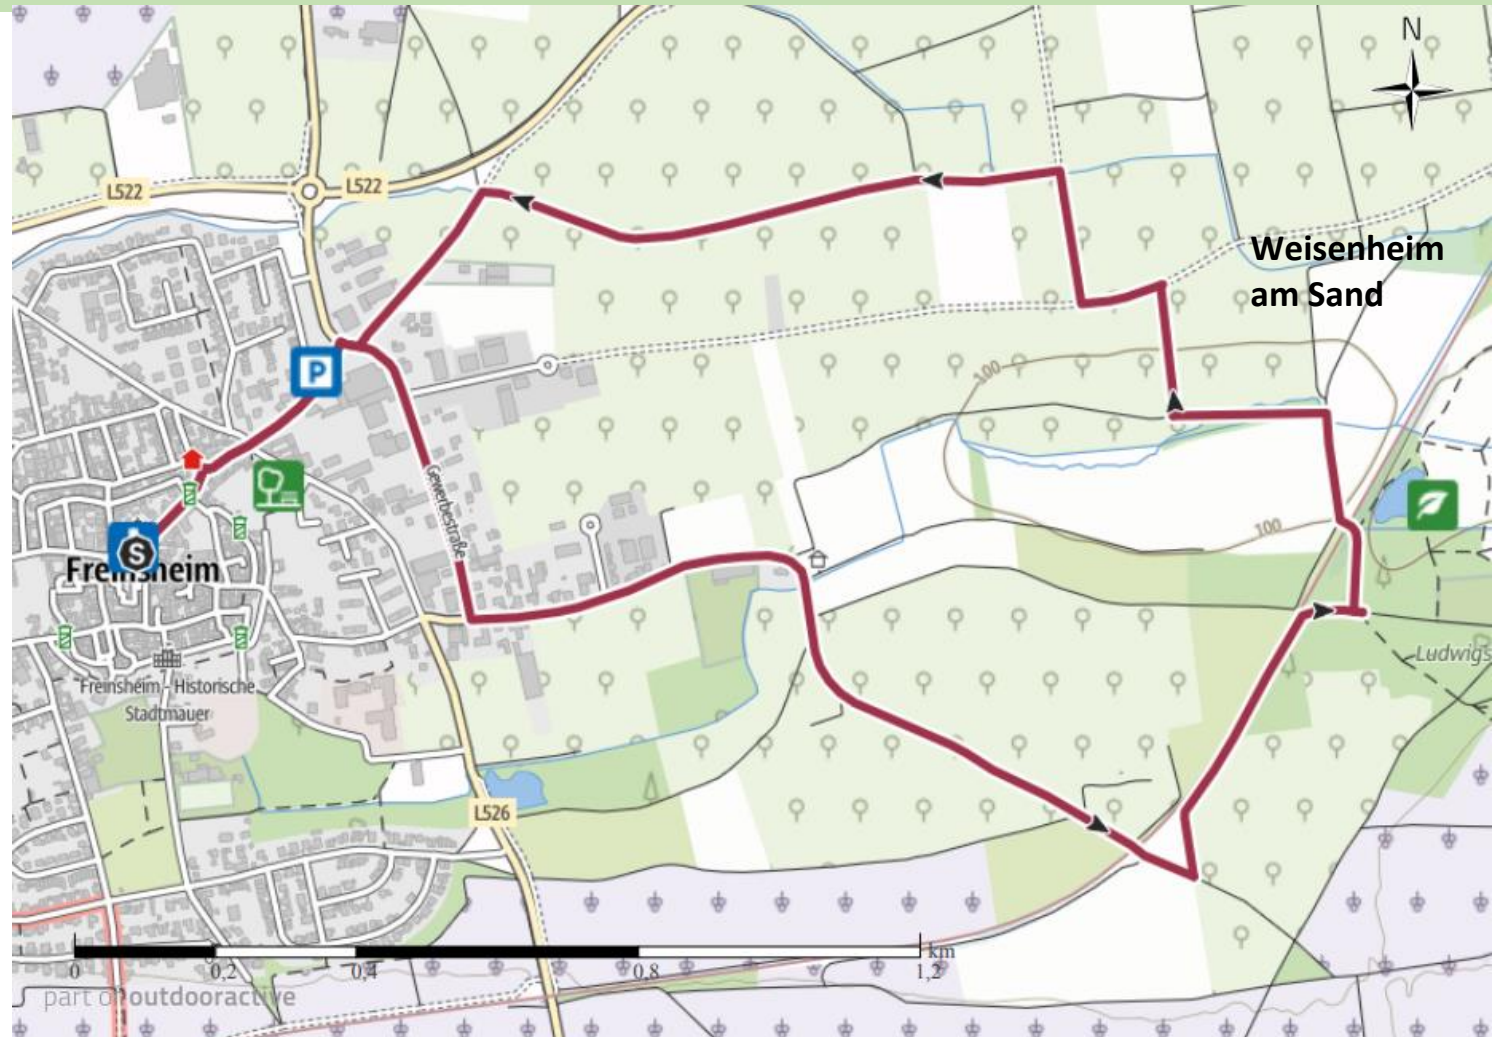 N
L522
L522
Weisenheim
am Sand
100
P
Gewerbestraße
100
S
Freinsheim
Ludwigs
Freinsheim - Historische
Stadtmauer
L526
km
0
0,2
0,4
0,8
1,2
part of outdooractive